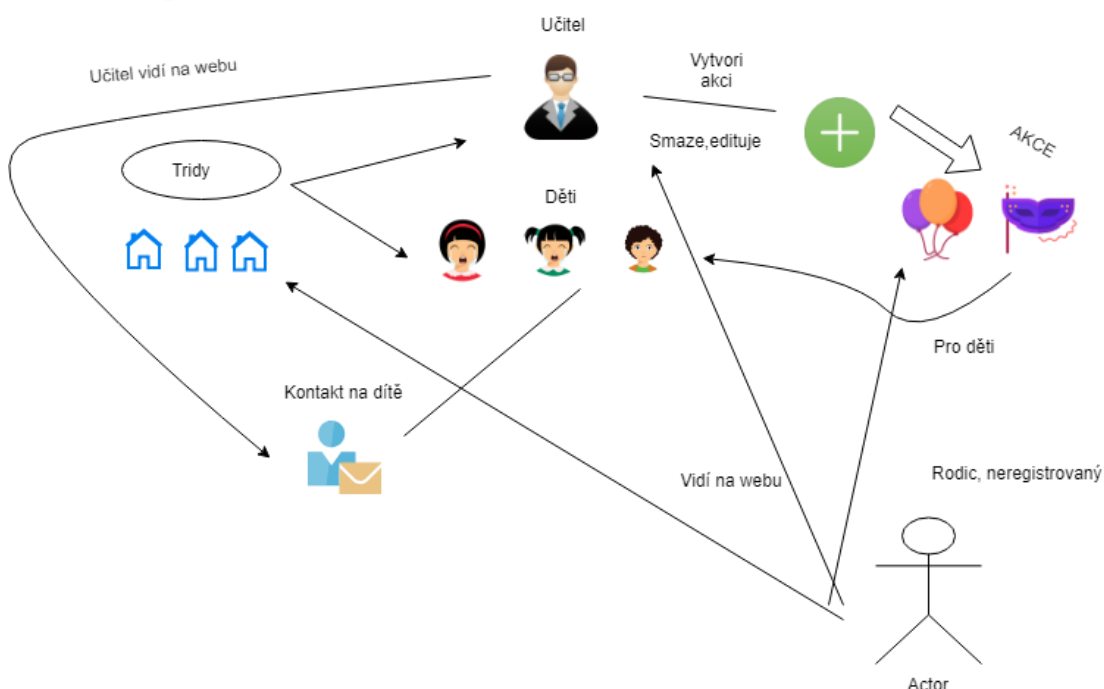 Učitel
Učitel vidí na webu
Vytvori
akci
Smaze,edituje
AKCE
Tridy
Děti
Pro děti
Kontakt na dítě
Vidí na webu
Rodic, neregistrovaný
Actor